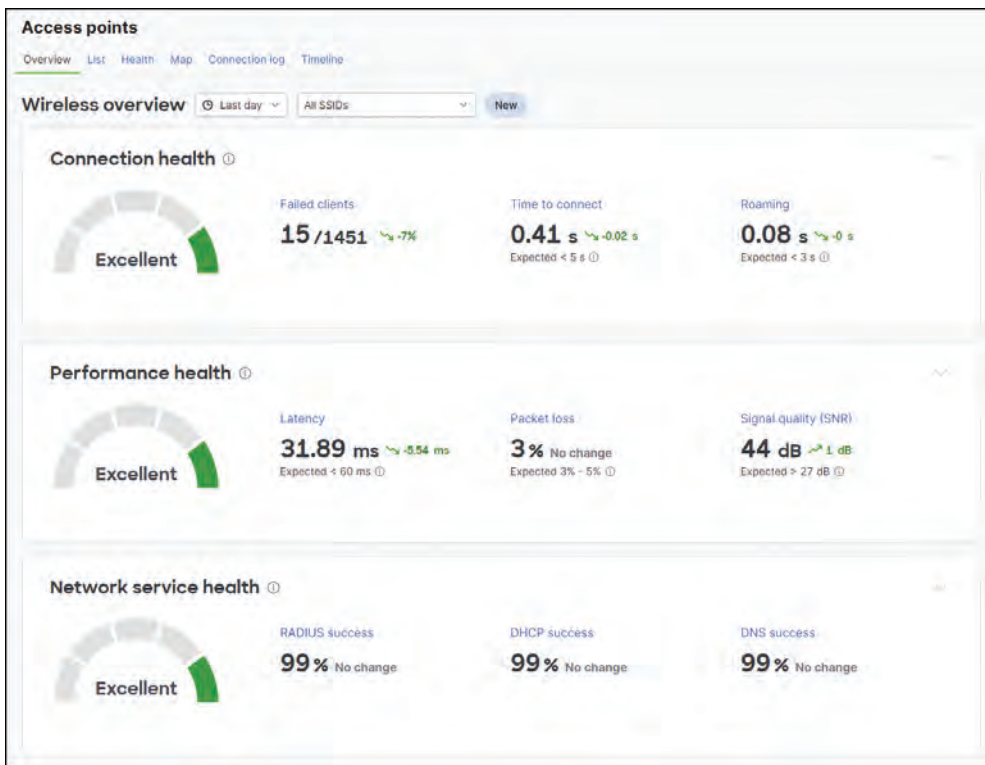 Access points
Overview List Health Map Connection log Timeline
Wireless overview Last day All SSIDs New
Connection health
Excellent
Failed clients
15 /1451 -7%
Time to connect
0.41 s -0.02 s
Expected < 5 s
Roaming
0.08 s -0 s
Expected < 3 s
Performance health
Excellent
Latency
31.89 ms -5.54 ms
Expected < 60 ms
Packet loss
3% No change
Expected 3% - 5%
Signal quality (SNR)
44 dB 1 dB
Expected > 27 dB
Network service health
Excellent
RADIUS success
99% No change
DHCP success
99% No change
DNS success
99% No change